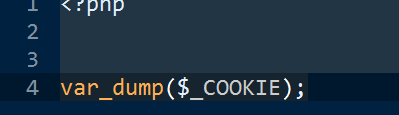 1 <?php
2
3
4 var_dump($_COOKIE);